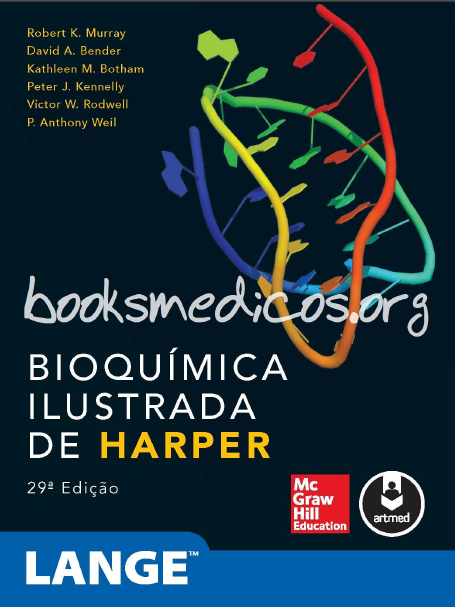 Robert K. Murray
David A. Bender
Kathleen M. Botham
Peter J. Kennelly
Victor W. Rodwell
P. Anthony Weil
booksmedicos.org
BIOQUÍMICA
ILUSTRADA
DE HARPER
29ª Edição
Mc
Graw
Hill
Education
artmed
LANGE™